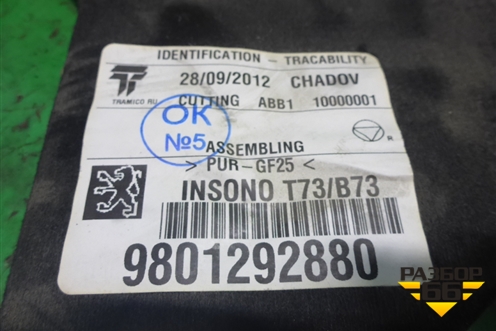 IDENTIFICATION - TRACABILITY
28/09/2012 CHADOV
TRAMICO RU
CUTTING ABB1 10000001
OK
№5
R
ASSEMBLING
> PUR-GF25 <
INSONO T73/B73
9801292880
РАЗБОР
66